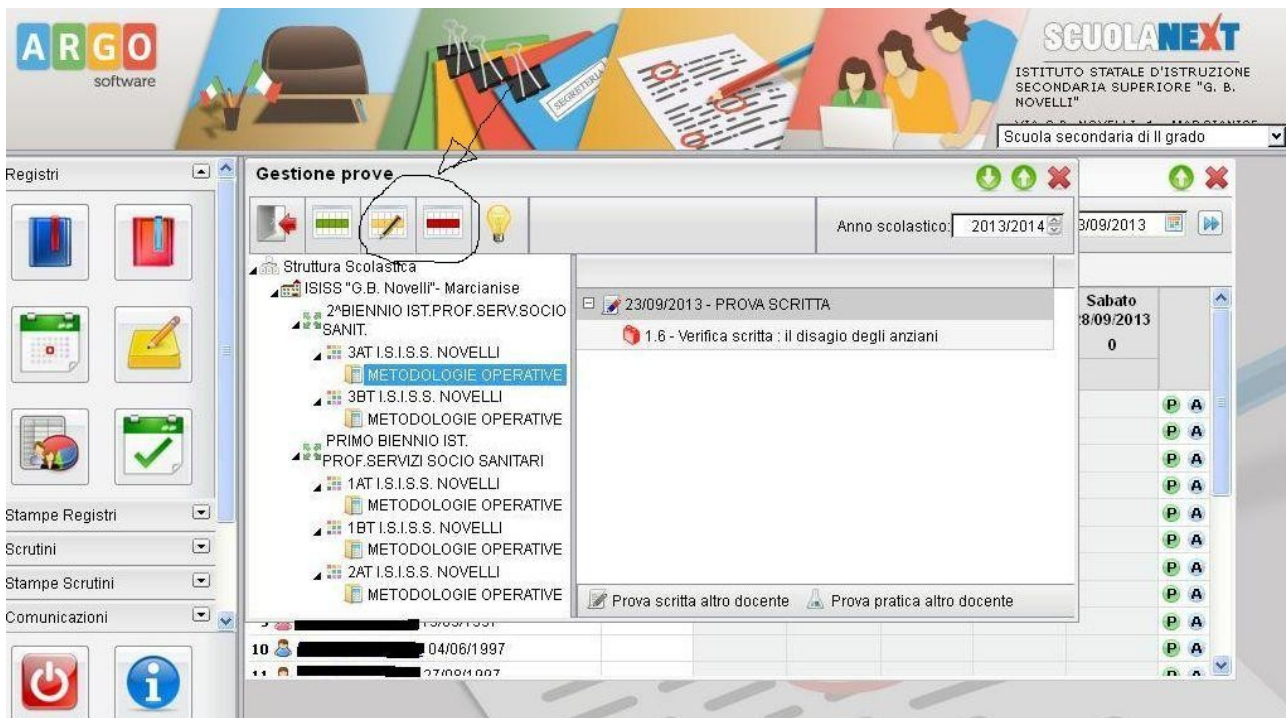 ARGO
software
SEGRETERIA
SCUOLANEXT
ISTITUTO STATALE D'ISTRUZIONE
SECONDARIA SUPERIORE "G. B.
NOVELLI"
Scuola secondaria di II grado
Registri
Stampe Registri
Scrutini
Stampe Scrutini
Comunicazioni
Gestione prove
Anno scolastico: 2013/2014
Struttura Scolastica
ISISS "G.B. Novelli"- Marcianise
2^BIENNIO IST.PROF.SERV.SOCIO
SANIT.
3AT I.S.I.S.S. NOVELLI
METODOLOGIE OPERATIVE
3BT I.S.I.S.S. NOVELLI
METODOLOGIE OPERATIVE
PRIMO BIENNIO IST.
PROF.SERVIZI SOCIO SANITARI
1AT I.S.I.S.S. NOVELLI
METODOLOGIE OPERATIVE
1BT I.S.I.S.S. NOVELLI
METODOLOGIE OPERATIVE
2AT I.S.I.S.S. NOVELLI
METODOLOGIE OPERATIVE
23/09/2013 - PROVA SCRITTA
1.6 - Verifica scritta : il disagio degli anziani
Prova scritta altro docente Prova pratica altro docente
3/09/2013
Sabato
28/09/2013
0
P A
P A
P A
P A
P A
P A
P A
P A
P A
10 04/06/1997 P A
11 27/08/1997